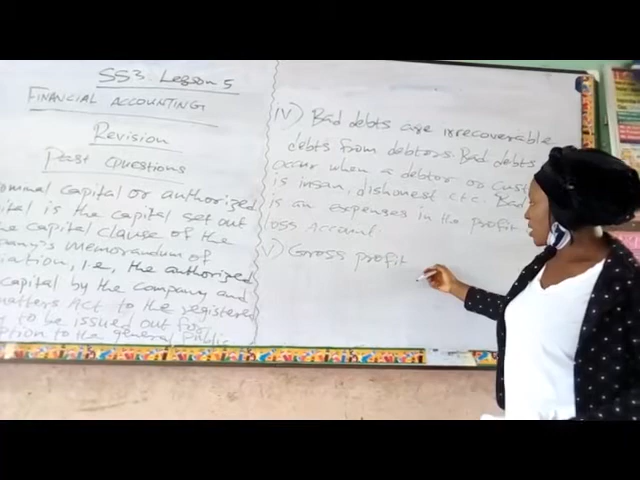 SS3. Lesson 5
FINANCIAL ACCOUNTING
Revision
Past Questions
ominal capital or authorized
ital is the capital set out
he capital clause of the
pany's memorandum of
iation, i.e, the authorized
capital by the company and
matters Act to the registered
t to be issued out for
ption to the general public
IV) Bad debts are irrecoverable
debts from debtors. Bad debts
occur when a debtor or cust
is insan, dishonest etc. Bad
is an expenses in the profit
loss Account.
V) Gross profit